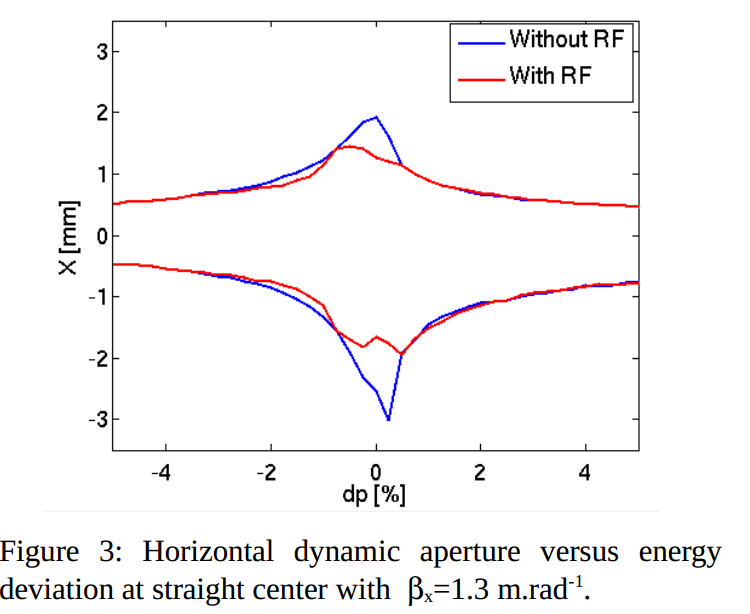 Without RF
With RF
3
2
1
0
-1
-2
-3
X [mm]
-4 -2 0 2 4
dp [%]
Figure 3: Horizontal dynamic aperture versus energy
deviation at straight center with βx=1.3 m.rad-1.